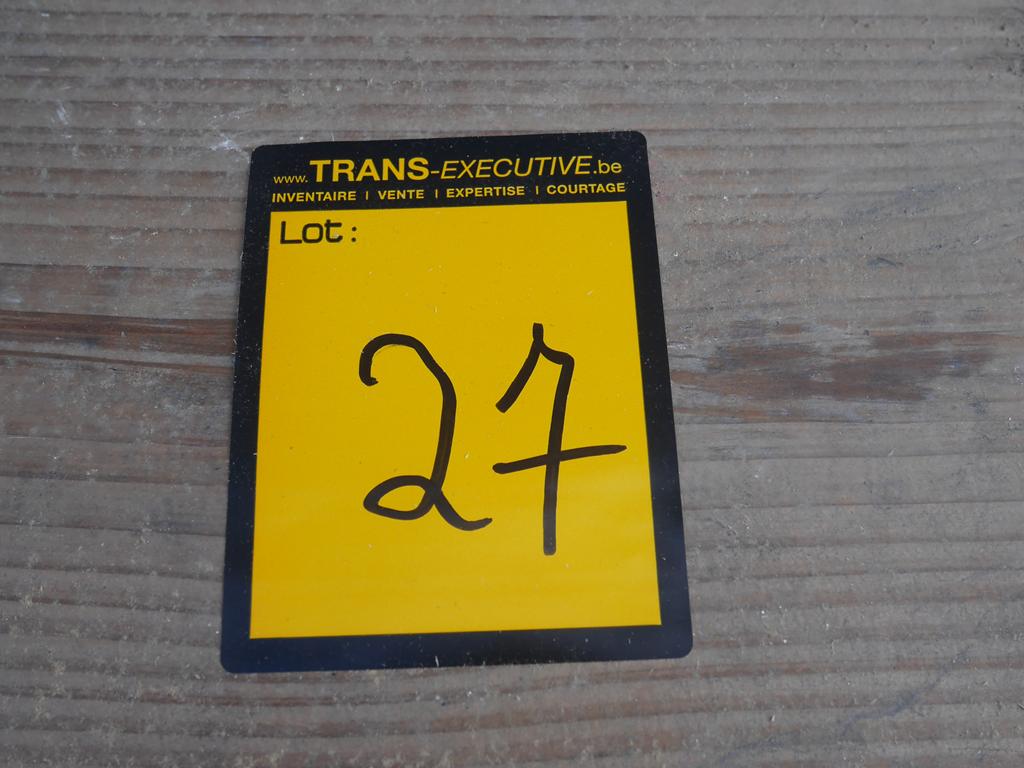 www.TRANS-EXECUTIVE.be
INVENTAIRE | VENTE | EXPERTISE | COURTAGE
Lot:
27